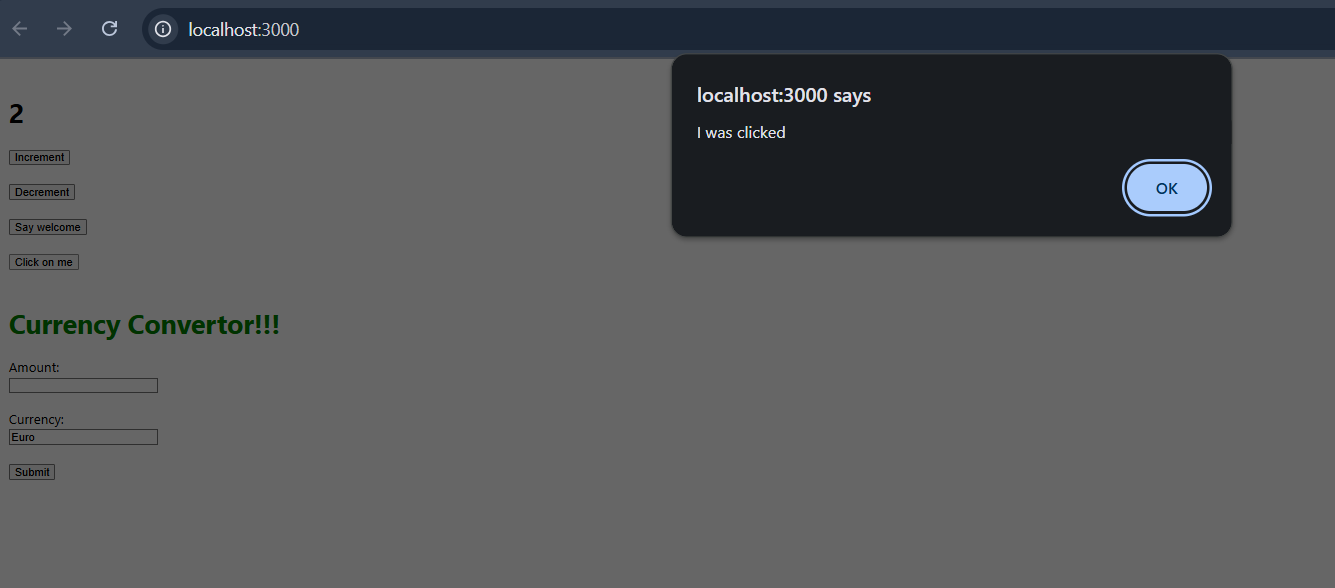 localhost:3000
localhost:3000 says
I was clicked
OK
2
Increment
Decrement
Say welcome
Click on me
Currency Convertor!!!
Amount:
Currency:
Euro
Submit